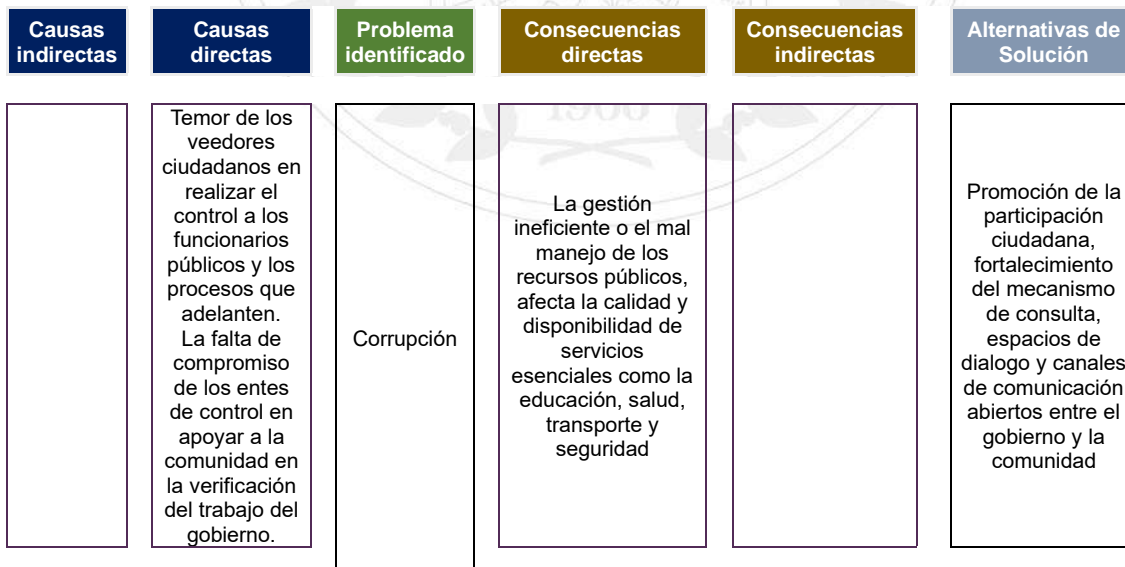 Causas
indirectas
Causas
directas
Problema
identificado
Consecuencias
directas
Consecuencias
indirectas
Alternativas de
Solución
Temor de los
veedores
ciudadanos en
realizar el
control a los
funcionarios
públicos y los
procesos que
adelanten.
La falta de
compromiso
de los entes
de control en
apoyar a la
comunidad en
la verificación
del trabajo del
gobierno.
Corrupción
La gestión
ineficiente o el mal
manejo de los
recursos públicos,
afecta la calidad y
disponibilidad de
servicios
esenciales como la
educación, salud,
transporte y
seguridad
Promoción de la
participación
ciudadana,
fortalecimiento
del mecanismo
de consulta,
espacios de
dialogo y canales
de comunicación
abiertos entre el
gobierno y la
comunidad